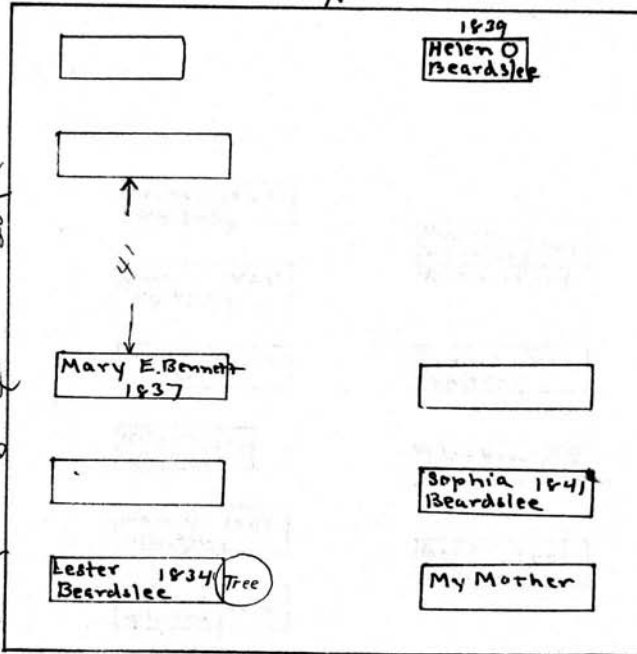 1839
Helen O
Beardslee
4'
Mary E. Bennett
1837
Sophia 1841
Beardslee
Lester 1834
Beardslee
Tree
My Mother